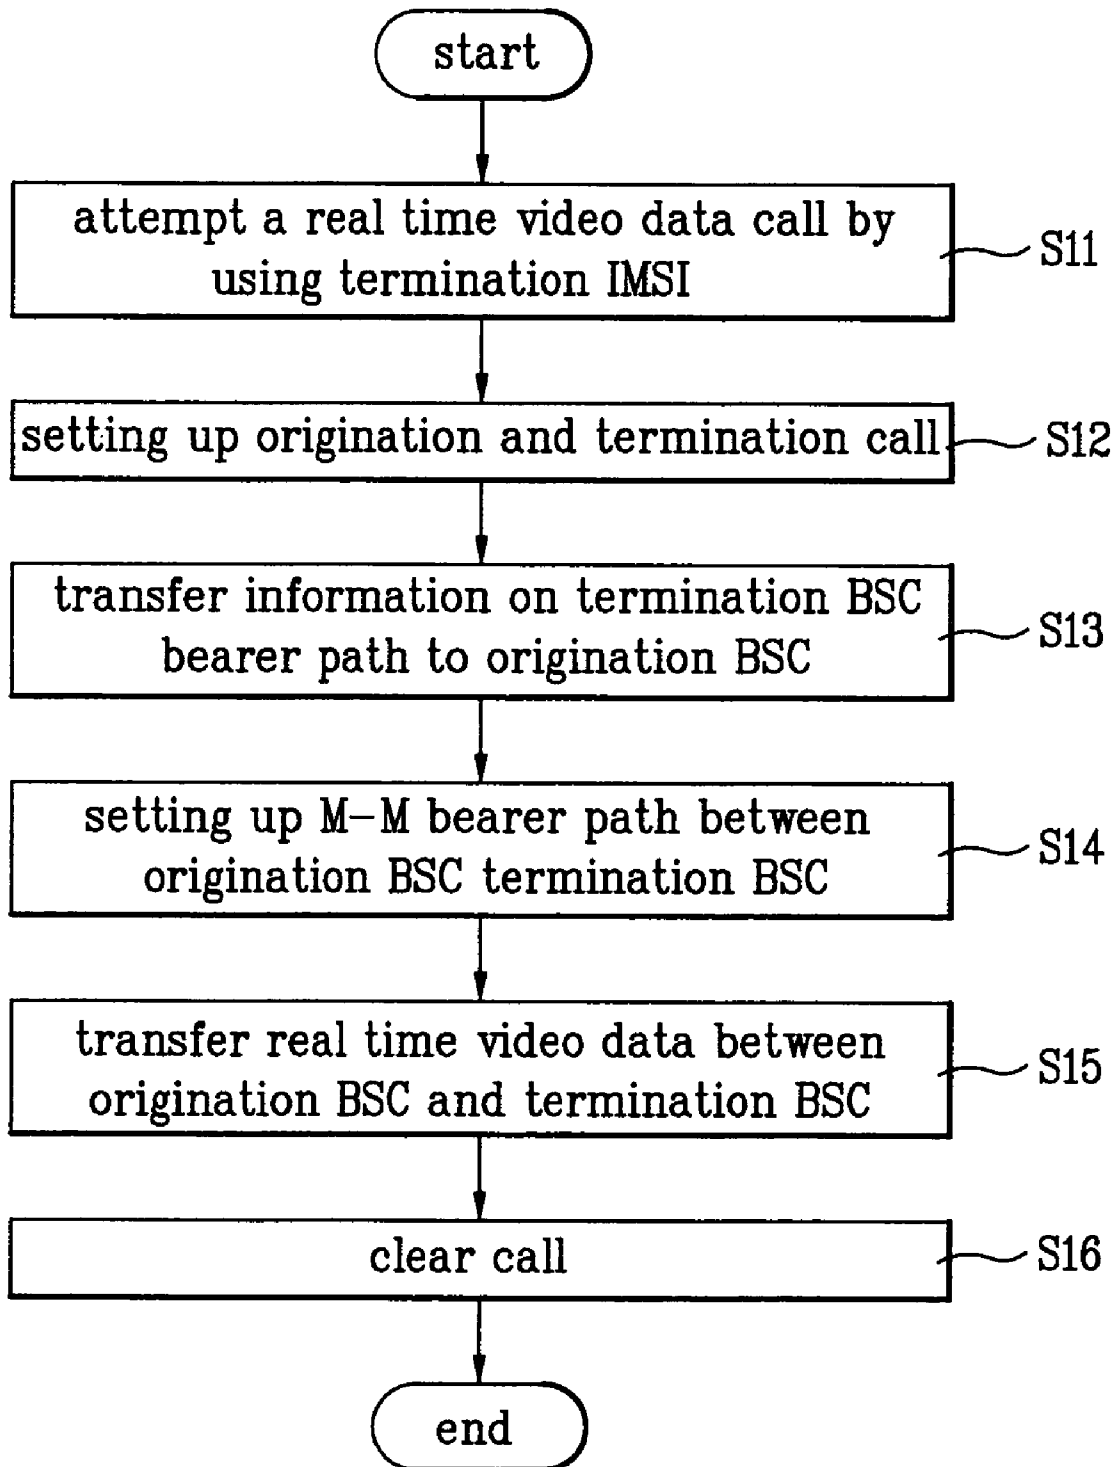 start
attempt a real time video data call by
using termination IMSI
S11
setting up origination and termination call
S12
transfer information on termination BSC
bearer path to origination BSC
S13
setting up M-M bearer path between
origination BSC termination BSC
S14
transfer real time video data between
origination BSC and termination BSC
S15
clear call
S16
end